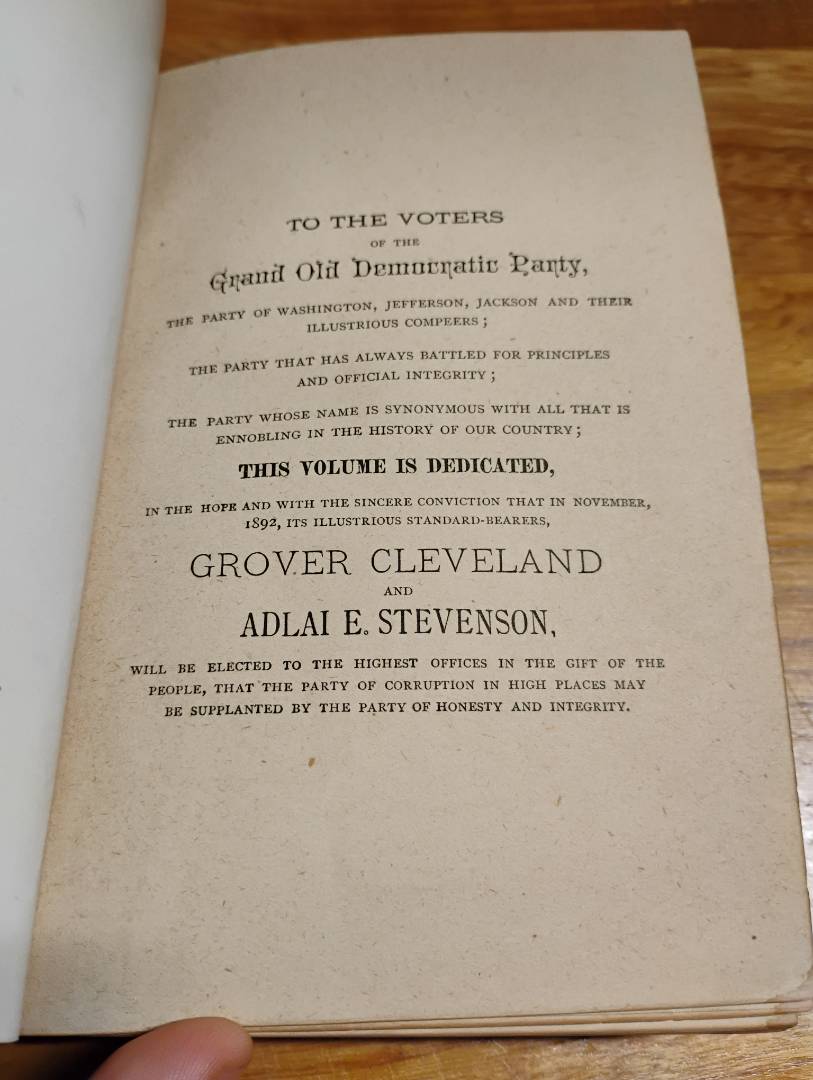 TO THE VOTERS
OF THE
Grand Old Democratic Party,
THE PARTY OF WASHINGTON, JEFFERSON, JACKSON AND THEIR
ILLUSTRIOUS COMPEERS;
THE PARTY THAT HAS ALWAYS BATTLED FOR PRINCIPLES
AND OFFICIAL INTEGRITY;
THE PARTY WHOSE NAME IS SYNONYMOUS WITH ALL THAT IS
ENNOBLING IN THE HISTORY OF OUR COUNTRY;
THIS VOLUME IS DEDICATED,
IN THE HOPE AND WITH THE SINCERE CONVICTION THAT IN NOVEMBER,
1892, ITS ILLUSTRIOUS STANDARD-BEARERS,
GROVER CLEVELAND
AND
ADLAI E. STEVENSON,
WILL BE ELECTED TO THE HIGHEST OFFICES IN THE GIFT OF THE
PEOPLE, THAT THE PARTY OF CORRUPTION IN HIGH PLACES MAY
BE SUPPLANTED BY THE PARTY OF HONESTY AND INTEGRITY.